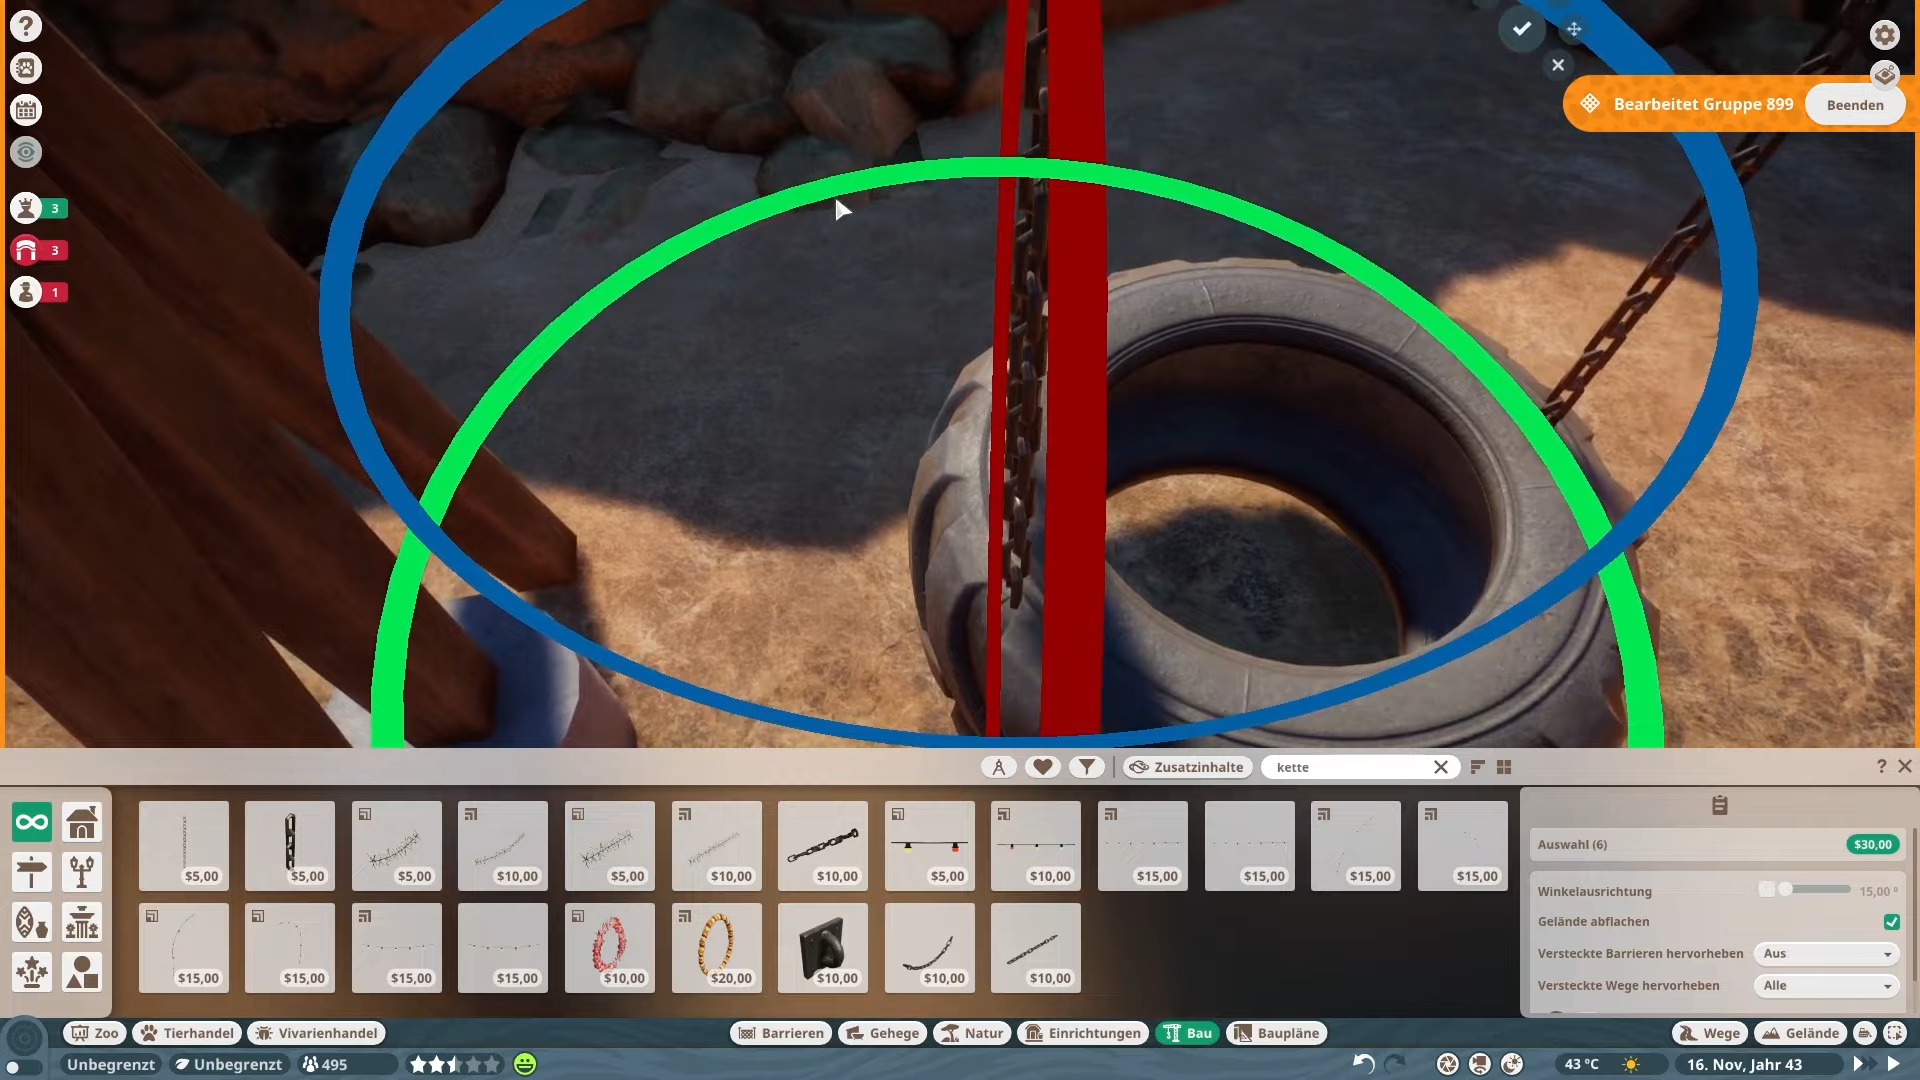 Bearbeitet Gruppe 899
Beenden
3
3
1
Zusatzinhalte
kette
$5,00
$5,00
$5,00
$10,00
$5,00
$10,00
$10,00
$5,00
$10,00
$15,00
$15,00
$15,00
$15,00
$15,00
$15,00
$15,00
$15,00
$10,00
$20,00
$10,00
$10,00
$10,00
Auswahl (6)
$30,00
Winkelausrichtung
15,00 °
Gelände abflachen
Versteckte Barrieren hervorheben
Aus
Versteckte Wege hervorheben
Alle
Zoo
Tierhandel
Vivarienhandel
Barrieren
Gehege
Natur
Einrichtungen
Bau
Baupläne
Wege
Gelände
Unbegrenzt
Unbegrenzt
495
43 °C
16. Nov, Jahr 43